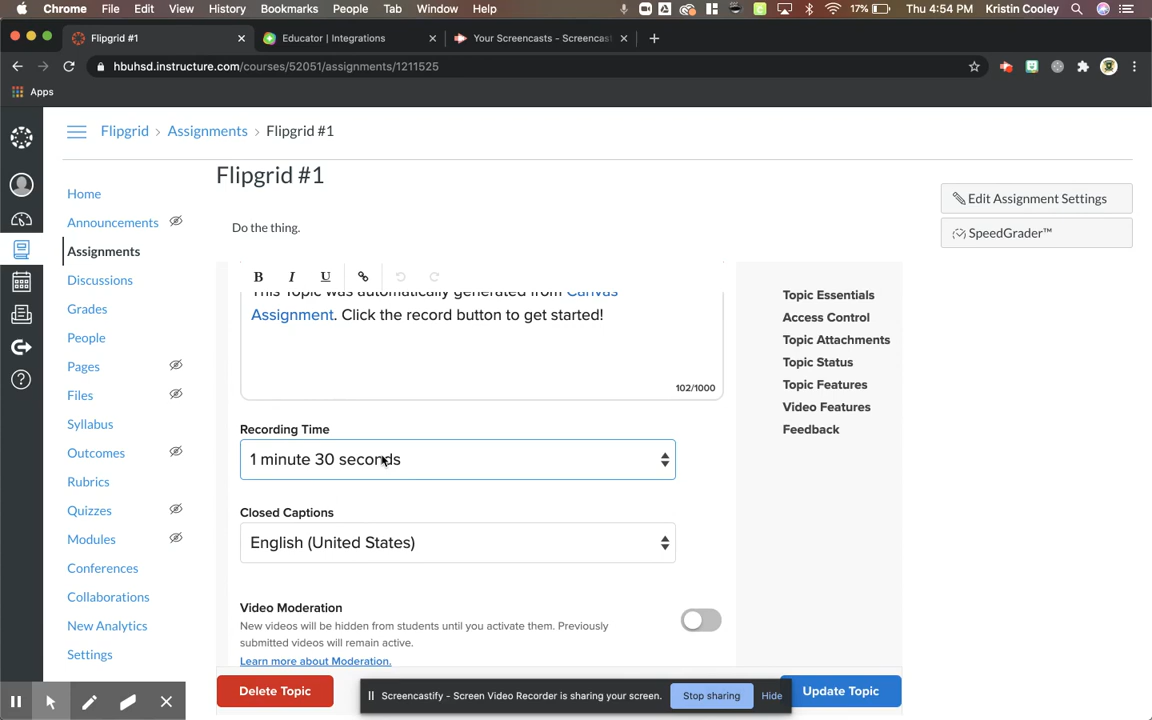 Chrome File Edit View History Bookmarks People Tab Window Help 17% Thu 4:54 PM Kristin Cooley
Flipgrid #1 Educator | Integrations Your Screencasts - Screencast
hbuhsd.instructure.com/courses/52051/assignments/1211525
Apps
Flipgrid › Assignments › Flipgrid #1
Flipgrid #1
Edit Assignment Settings
SpeedGrader™
Do the thing.
Home
Announcements
Assignments
Discussions
Grades
People
Pages
Files
Syllabus
Outcomes
Rubrics
Quizzes
Modules
Conferences
Collaborations
New Analytics
Settings
B I U
This Topic was automatically generated from Canvas
Assignment. Click the record button to get started!
102/1000
Recording Time
1 minute 30 seconds
Closed Captions
English (United States)
Video Moderation
New videos will be hidden from students until you activate them. Previously
submitted videos will remain active.
Learn more about Moderation.
Topic Essentials
Access Control
Topic Attachments
Topic Status
Topic Features
Video Features
Feedback
Delete Topic
Screencastify - Screen Video Recorder is sharing your screen. Stop sharing Hide
Update Topic